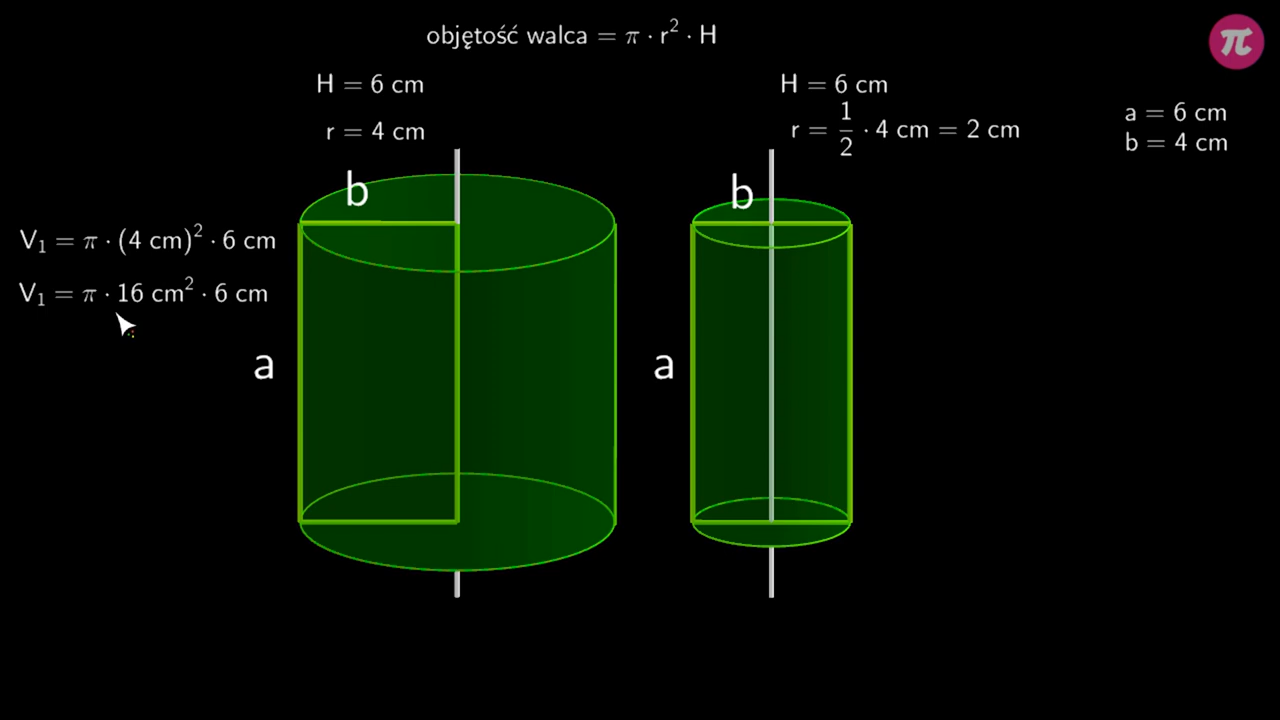 objętość walca = π · r² · H
H = 6 cm
r = 4 cm
H = 6 cm
r = 1/2 · 4 cm = 2 cm
a = 6 cm
b = 4 cm
π
b
b
V₁ = π · (4 cm)² · 6 cm
V₁ = π · 16 cm² · 6 cm
a
a